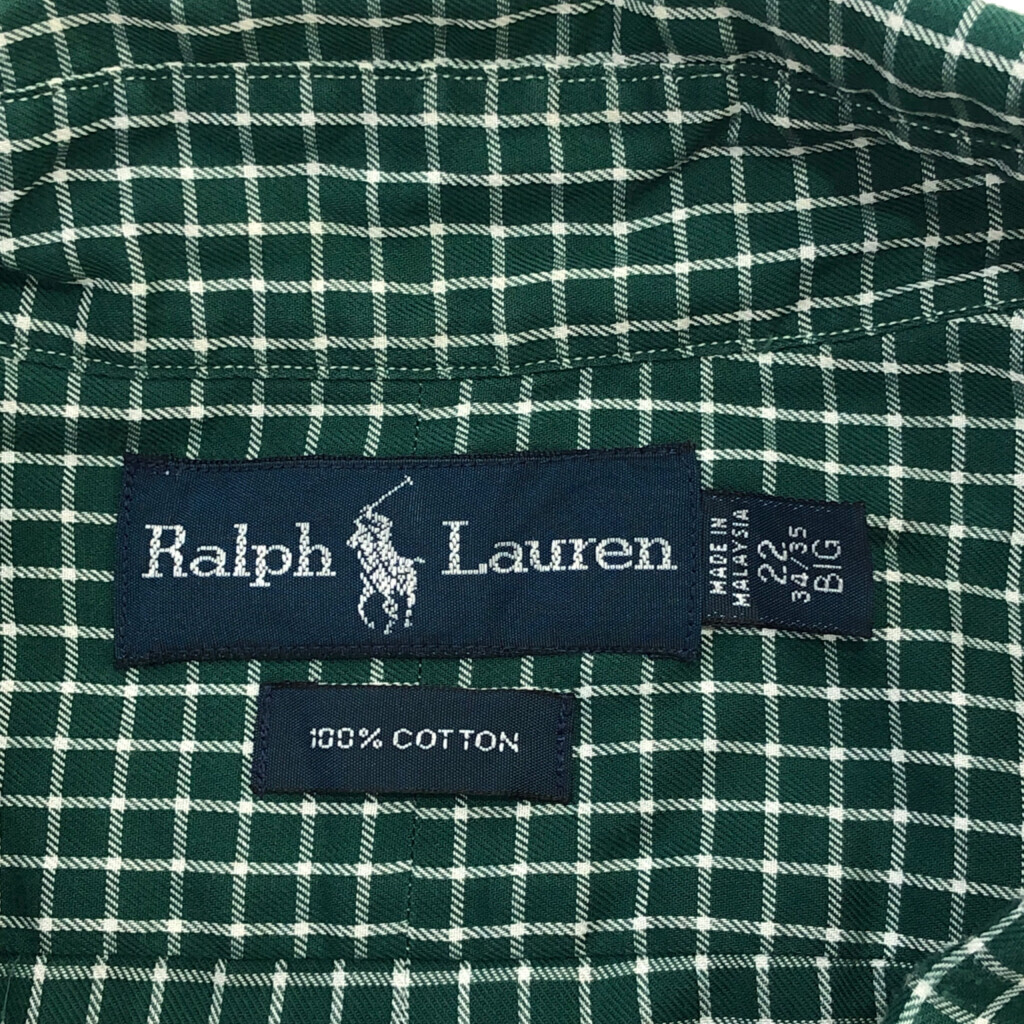 Ralph Lauren
MADE IN
MALAYSIA
22
34/35
BIG
100% COTTON